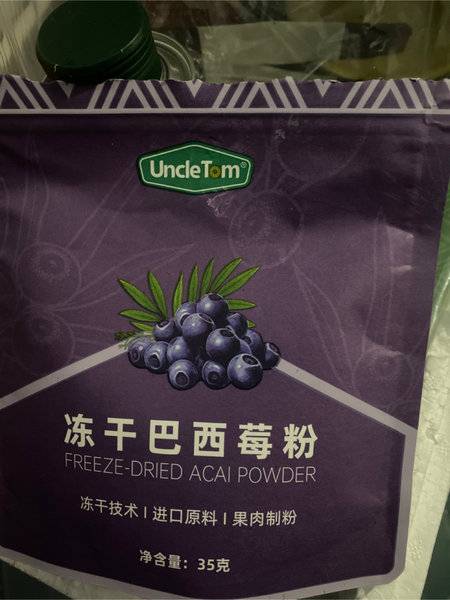 UncleTom®
冻干巴西莓粉
FREEZE-DRIED ACAI POWDER
冻干技术 I 进口原料 I 果肉制粉
净含量：35克